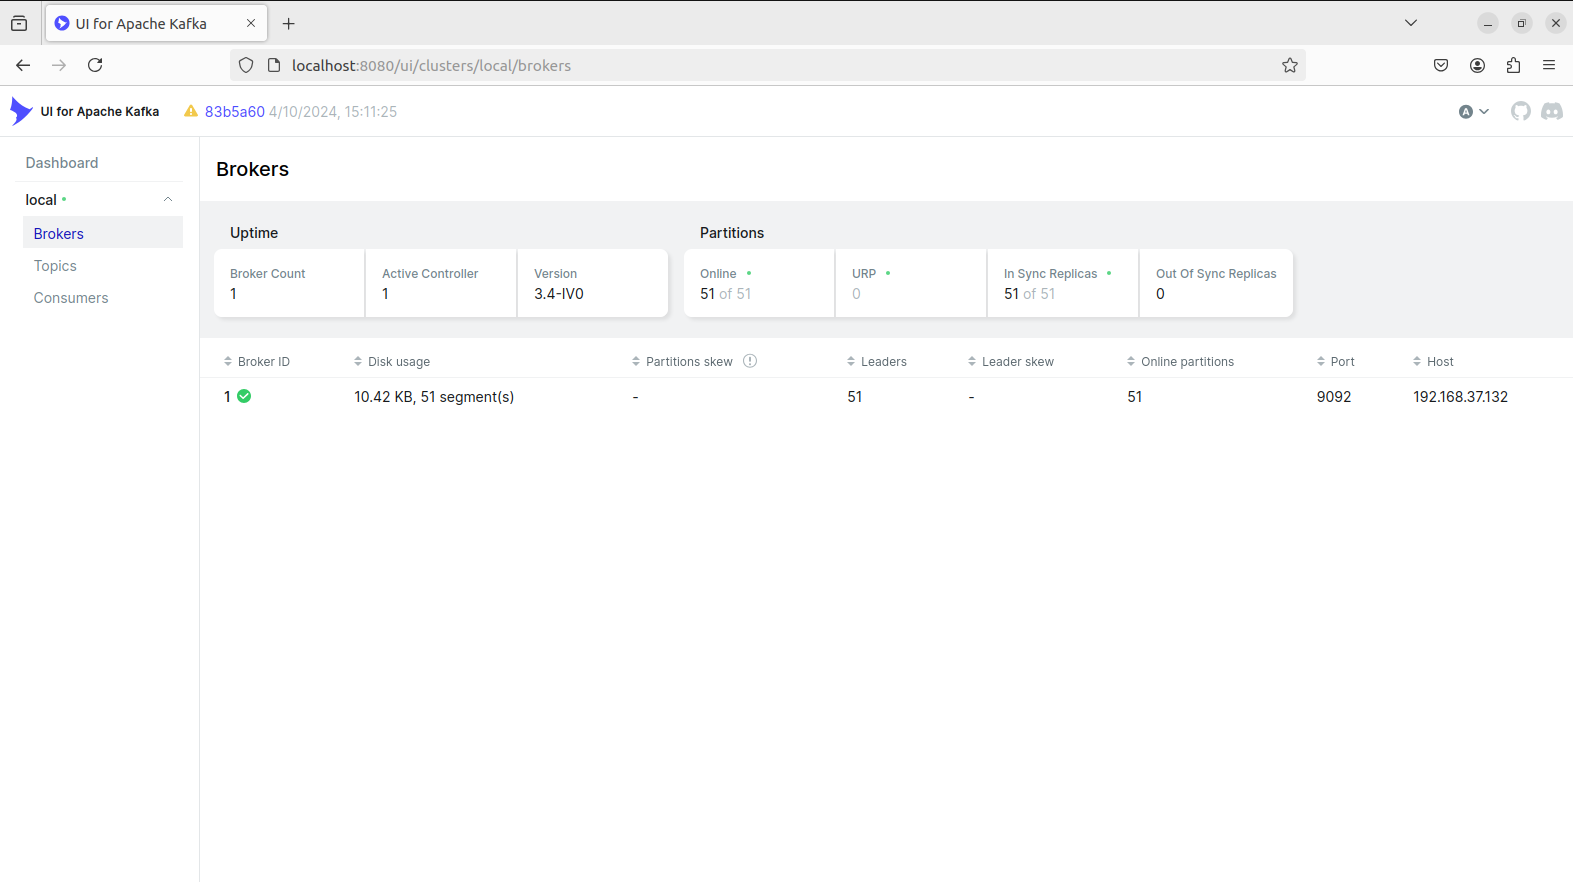 UI for Apache Kafka
localhost:8080/ui/clusters/local/brokers
UI for Apache Kafka 83b5a60 4/10/2024, 15:11:25 A
Dashboard
local
Brokers
Topics
Consumers
Brokers
Uptime
Broker Count Active Controller Version
1 1 3.4-IV0
Partitions
Online URP In Sync Replicas Out Of Sync Replicas
51 of 51 0 51 of 51 0
Broker ID Disk usage Partitions skew Leaders Leader skew Online partitions Port Host
1 10.42 KB, 51 segment(s) - 51 - 51 9092 192.168.37.132